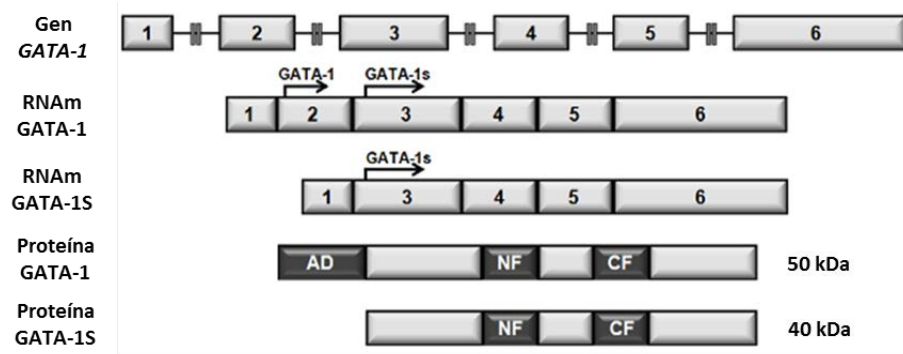 Gen
GATA-1
1 2 3 4 5 6
GATA-1 GATA-1s
RNAm
GATA-1
1 2 3 4 5 6
GATA-1s
RNAm
GATA-1S
1 3 4 5 6
Proteína
GATA-1
AD NF CF 50 kDa
Proteína
GATA-1S
NF CF 40 kDa